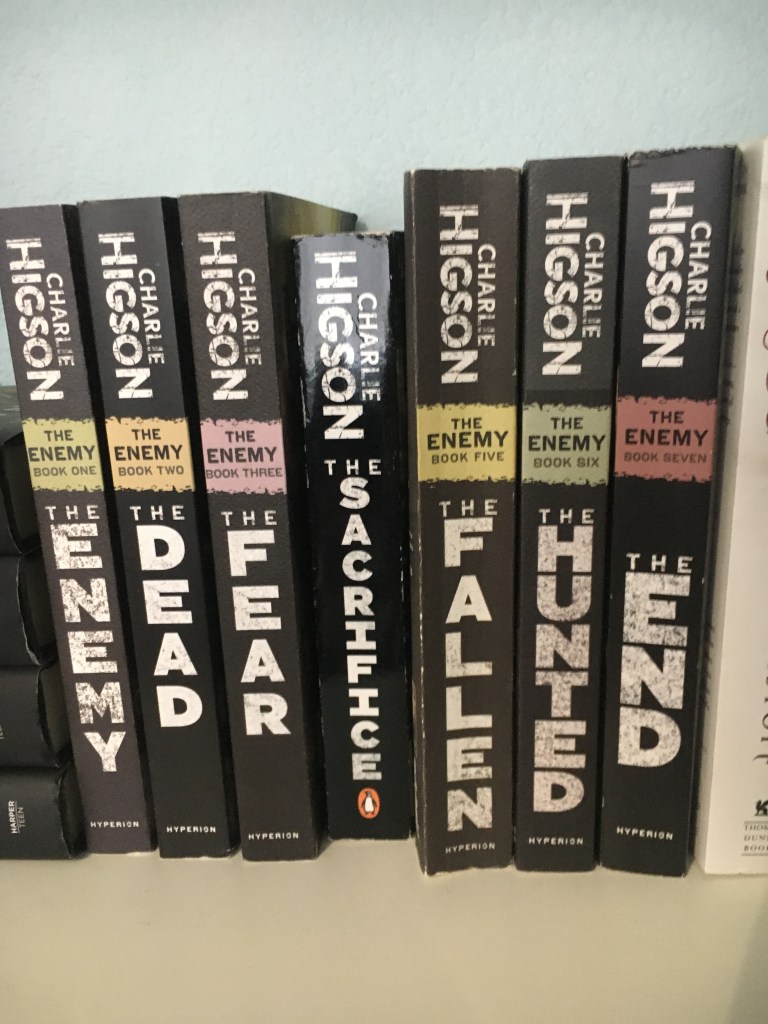 HARPER
TEEN
CHARLIE
HIGSON
THE
ENEMY
BOOK ONE
THE
ENEMY
HYPERION
CHARLIE
HIGSON
THE
ENEMY
BOOK TWO
THE
DEAD
HYPERION
CHARLIE
HIGSON
THE
ENEMY
BOOK THREE
THE
FEAR
HYPERION
CHARLIE
HIGSON
THE
SACRIFICE
CHARLIE
HIGSON
THE
ENEMY
BOOK FIVE
THE
FALLEN
HYPERION
CHARLIE
HIGSON
THE
ENEMY
BOOK SIX
THE
HUNTED
HYPERION
CHARLIE
HIGSON
THE
ENEMY
BOOK SEVEN
THE
END
HYPERION